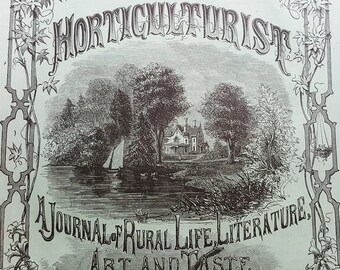 HORTICULTURIST
A JOURNAL OF RURAL LIFE, LITERATURE,
ART AND TASTE